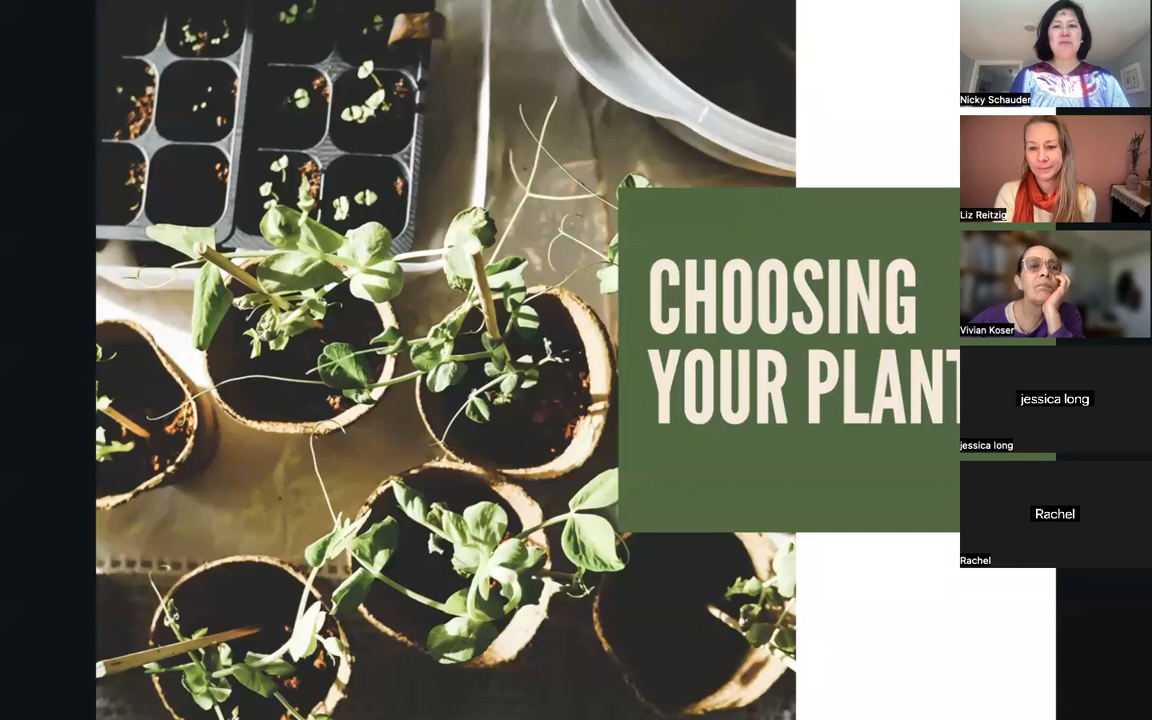 CHOOSING
YOUR PLANT
Nicky Schauder
Liz Reitzig
Vivian Koser
jessica long
jessica long
Rachel
Rachel